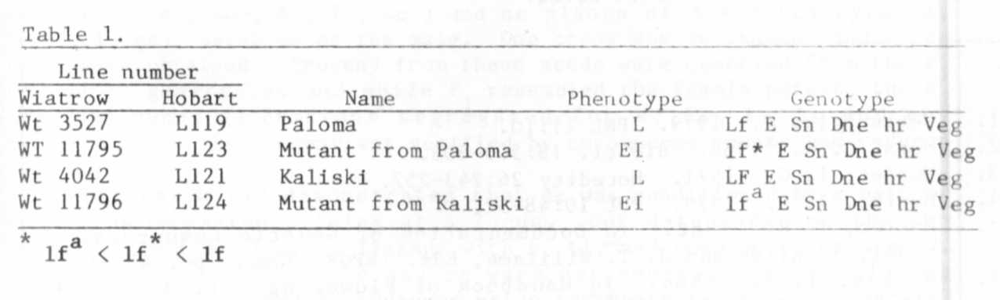 Table 1.
Line number
Wiatrow Hobart Name Phenotype Genotype
Wt 3527 L119 Paloma L Lf E Sn Dne hr Veg
WT 11795 L123 Mutant from Paloma EI lf* E Sn Dne hr Veg
Wt 4042 L121 Kaliski L LF E Sn Dne hr Veg
Wt 11796 L124 Mutant from Kaliski EI lfᵃ E Sn Dne hr Veg
* lfᵃ < lf* < lf